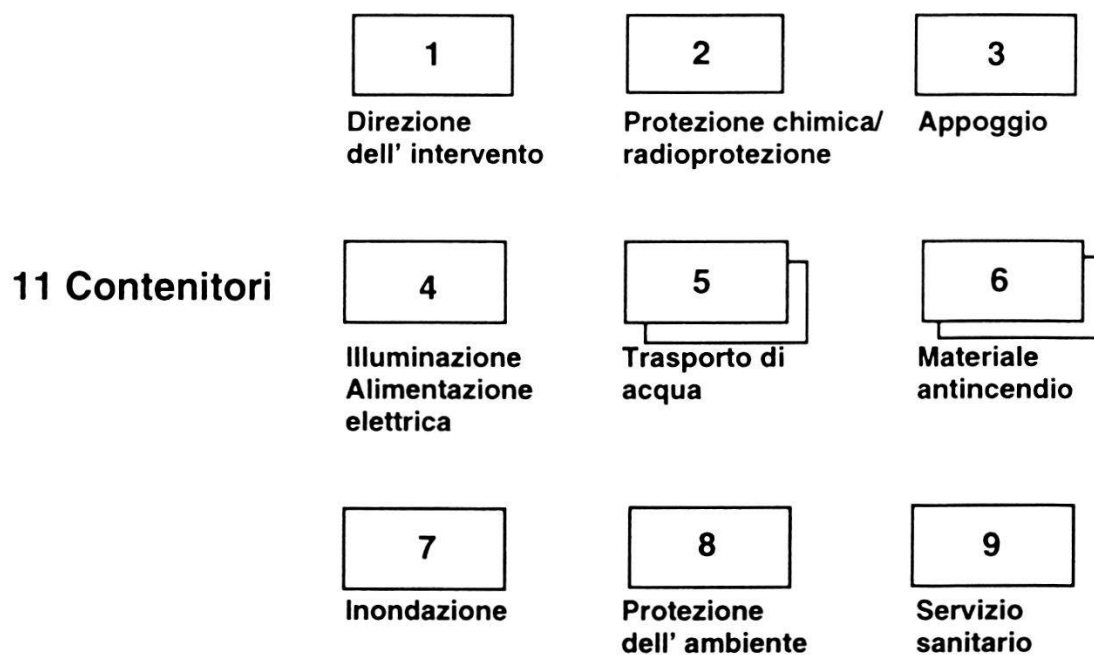 1
Direzione
dell' intervento
2
Protezione chimica/
radioprotezione
3
Appoggio
11 Contenitori
4
Illuminazione
Alimentazione
elettrica
5
Trasporto di
acqua
6
Materiale
antincendio
7
Inondazione
8
Protezione
dell' ambiente
9
Servizio
sanitario